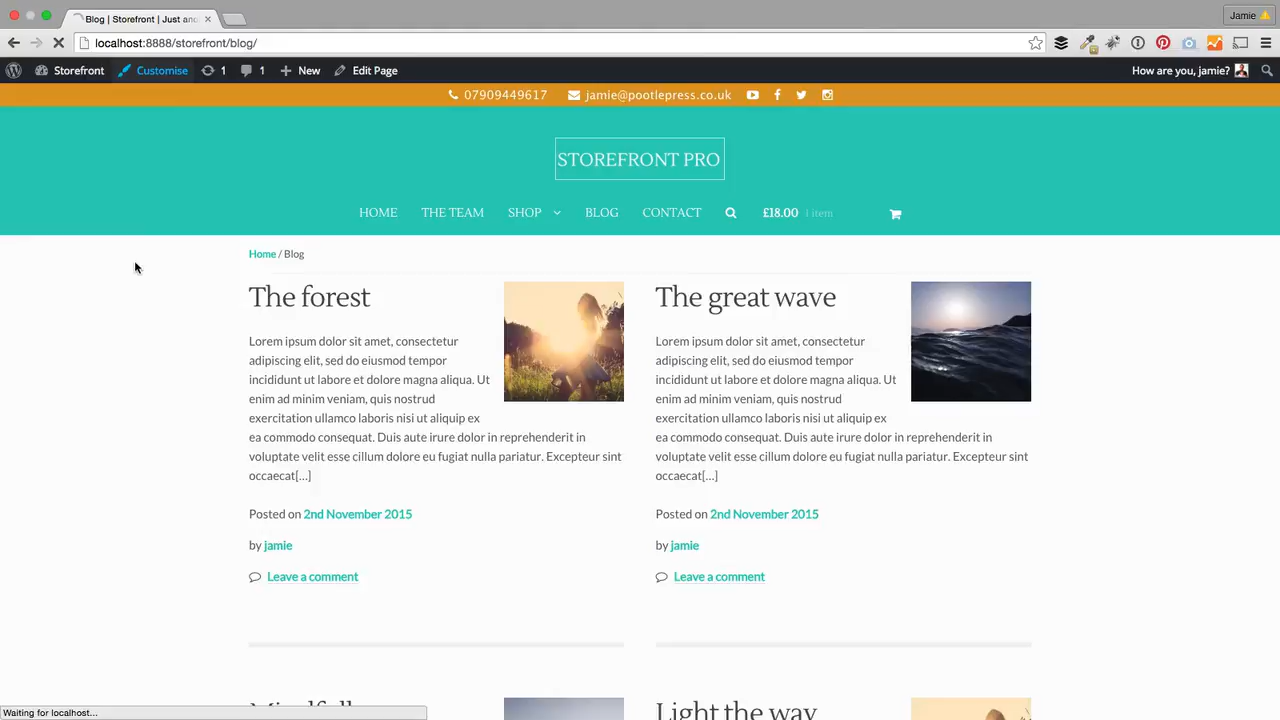 Blog | Storefront | Just an
Jamie
localhost:8888/storefront/blog/
Storefront
Customise
1
1
New
Edit Page
How are you, jamie?
07909449617
jamie@pootlepress.co.uk
STOREFRONT PRO
HOME
THE TEAM
SHOP
BLOG
CONTACT
£18.00 1 item
Home / Blog
The forest
Lorem ipsum dolor sit amet, consectetur
adipiscing elit, sed do eiusmod tempor
incididunt ut labore et dolore magna aliqua. Ut
enim ad minim veniam, quis nostrud
exercitation ullamco laboris nisi ut aliquip ex
ea commodo consequat. Duis aute irure dolor in reprehenderit in
voluptate velit esse cillum dolore eu fugiat nulla pariatur. Excepteur sint
occaecat[...]
Posted on 2nd November 2015
by jamie
Leave a comment
The great wave
Lorem ipsum dolor sit amet, consectetur
adipiscing elit, sed do eiusmod tempor
incididunt ut labore et dolore magna aliqua. Ut
enim ad minim veniam, quis nostrud
exercitation ullamco laboris nisi ut aliquip ex
ea commodo consequat. Duis aute irure dolor in reprehenderit in
voluptate velit esse cillum dolore eu fugiat nulla pariatur. Excepteur sint
occaecat[...]
Posted on 2nd November 2015
by jamie
Leave a comment
Light the way
Waiting for localhost...